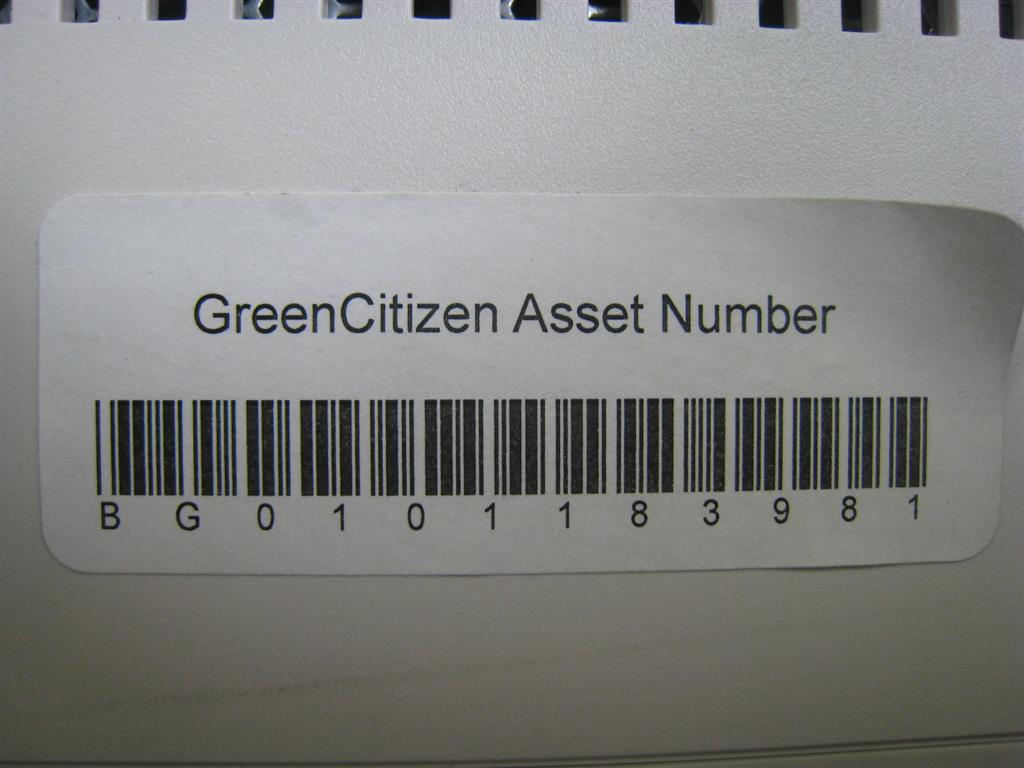 GreenCitizen Asset Number
B G 0 1 0 1 1 8 3 9 8 1